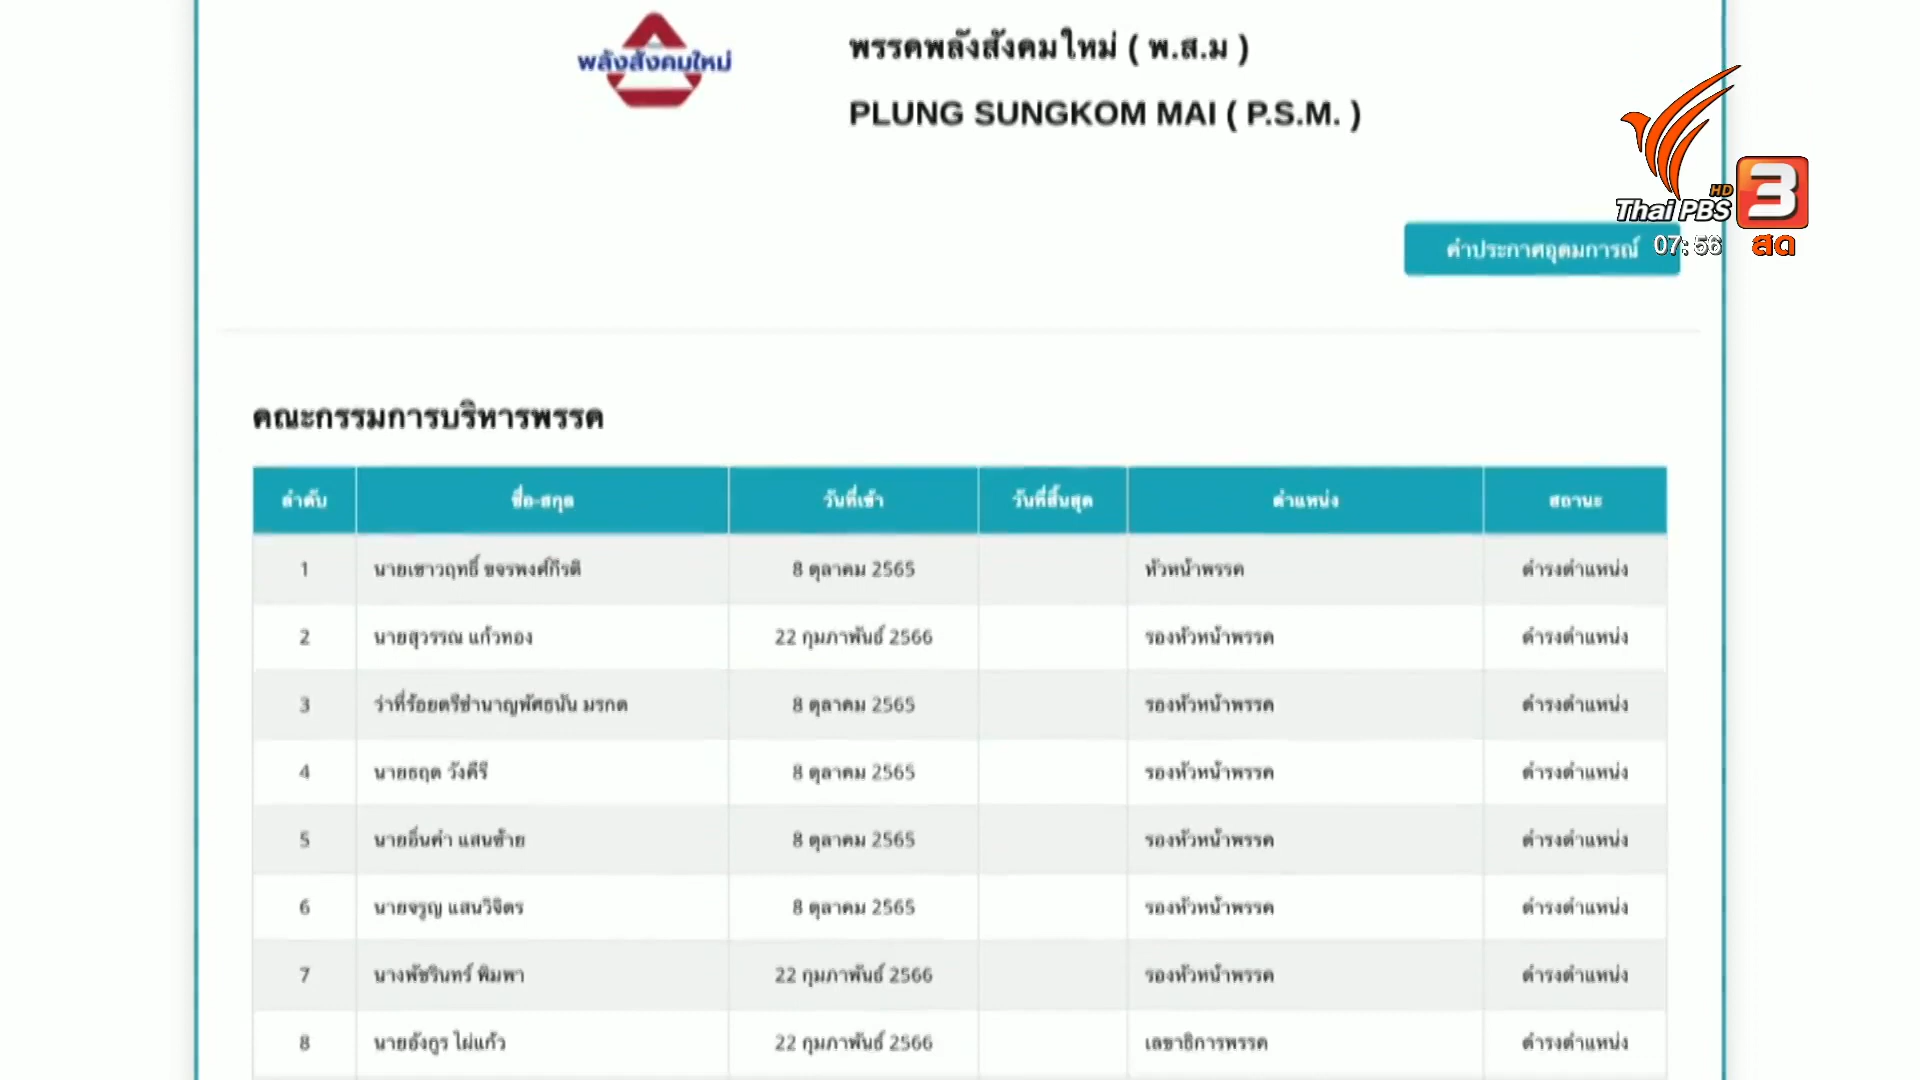 พลังสังคมใหม่
พรรคพลังสังคมใหม่ ( พ.ส.ม )
PLUNG SUNGKOM MAI ( P.S.M. )
HD
Thai PBS 3
คำประกาศอุดมการณ์
07:56 สด
คณะกรรมการบริหารพรรค
ลำดับ ชื่อ-สกุล วันที่เข้า วันที่สิ้นสุด ตำแหน่ง สถานะ
1 นายเชาวฤทธิ์ ขจรพงศ์กีรติ 8 ตุลาคม 2565 หัวหน้าพรรค ดำรงตำแหน่ง
2 นายสุวรรณ แก้วทอง 22 กุมภาพันธ์ 2566 รองหัวหน้าพรรค ดำรงตำแหน่ง
3 ว่าที่ร้อยตรีชำนาญพัศธนัน มรกต 8 ตุลาคม 2565 รองหัวหน้าพรรค ดำรงตำแหน่ง
4 นายธฤต วังคีรี 8 ตุลาคม 2565 รองหัวหน้าพรรค ดำรงตำแหน่ง
5 นายอิ่นคำ แสนซ้าย 8 ตุลาคม 2565 รองหัวหน้าพรรค ดำรงตำแหน่ง
6 นายจรูญ แสนวิจิตร 8 ตุลาคม 2565 รองหัวหน้าพรรค ดำรงตำแหน่ง
7 นางพัชรินทร์ พิมพา 22 กุมภาพันธ์ 2566 รองหัวหน้าพรรค ดำรงตำแหน่ง
8 นายอังกูร ไผ่แก้ว 22 กุมภาพันธ์ 2566 เลขาธิการพรรค ดำรงตำแหน่ง